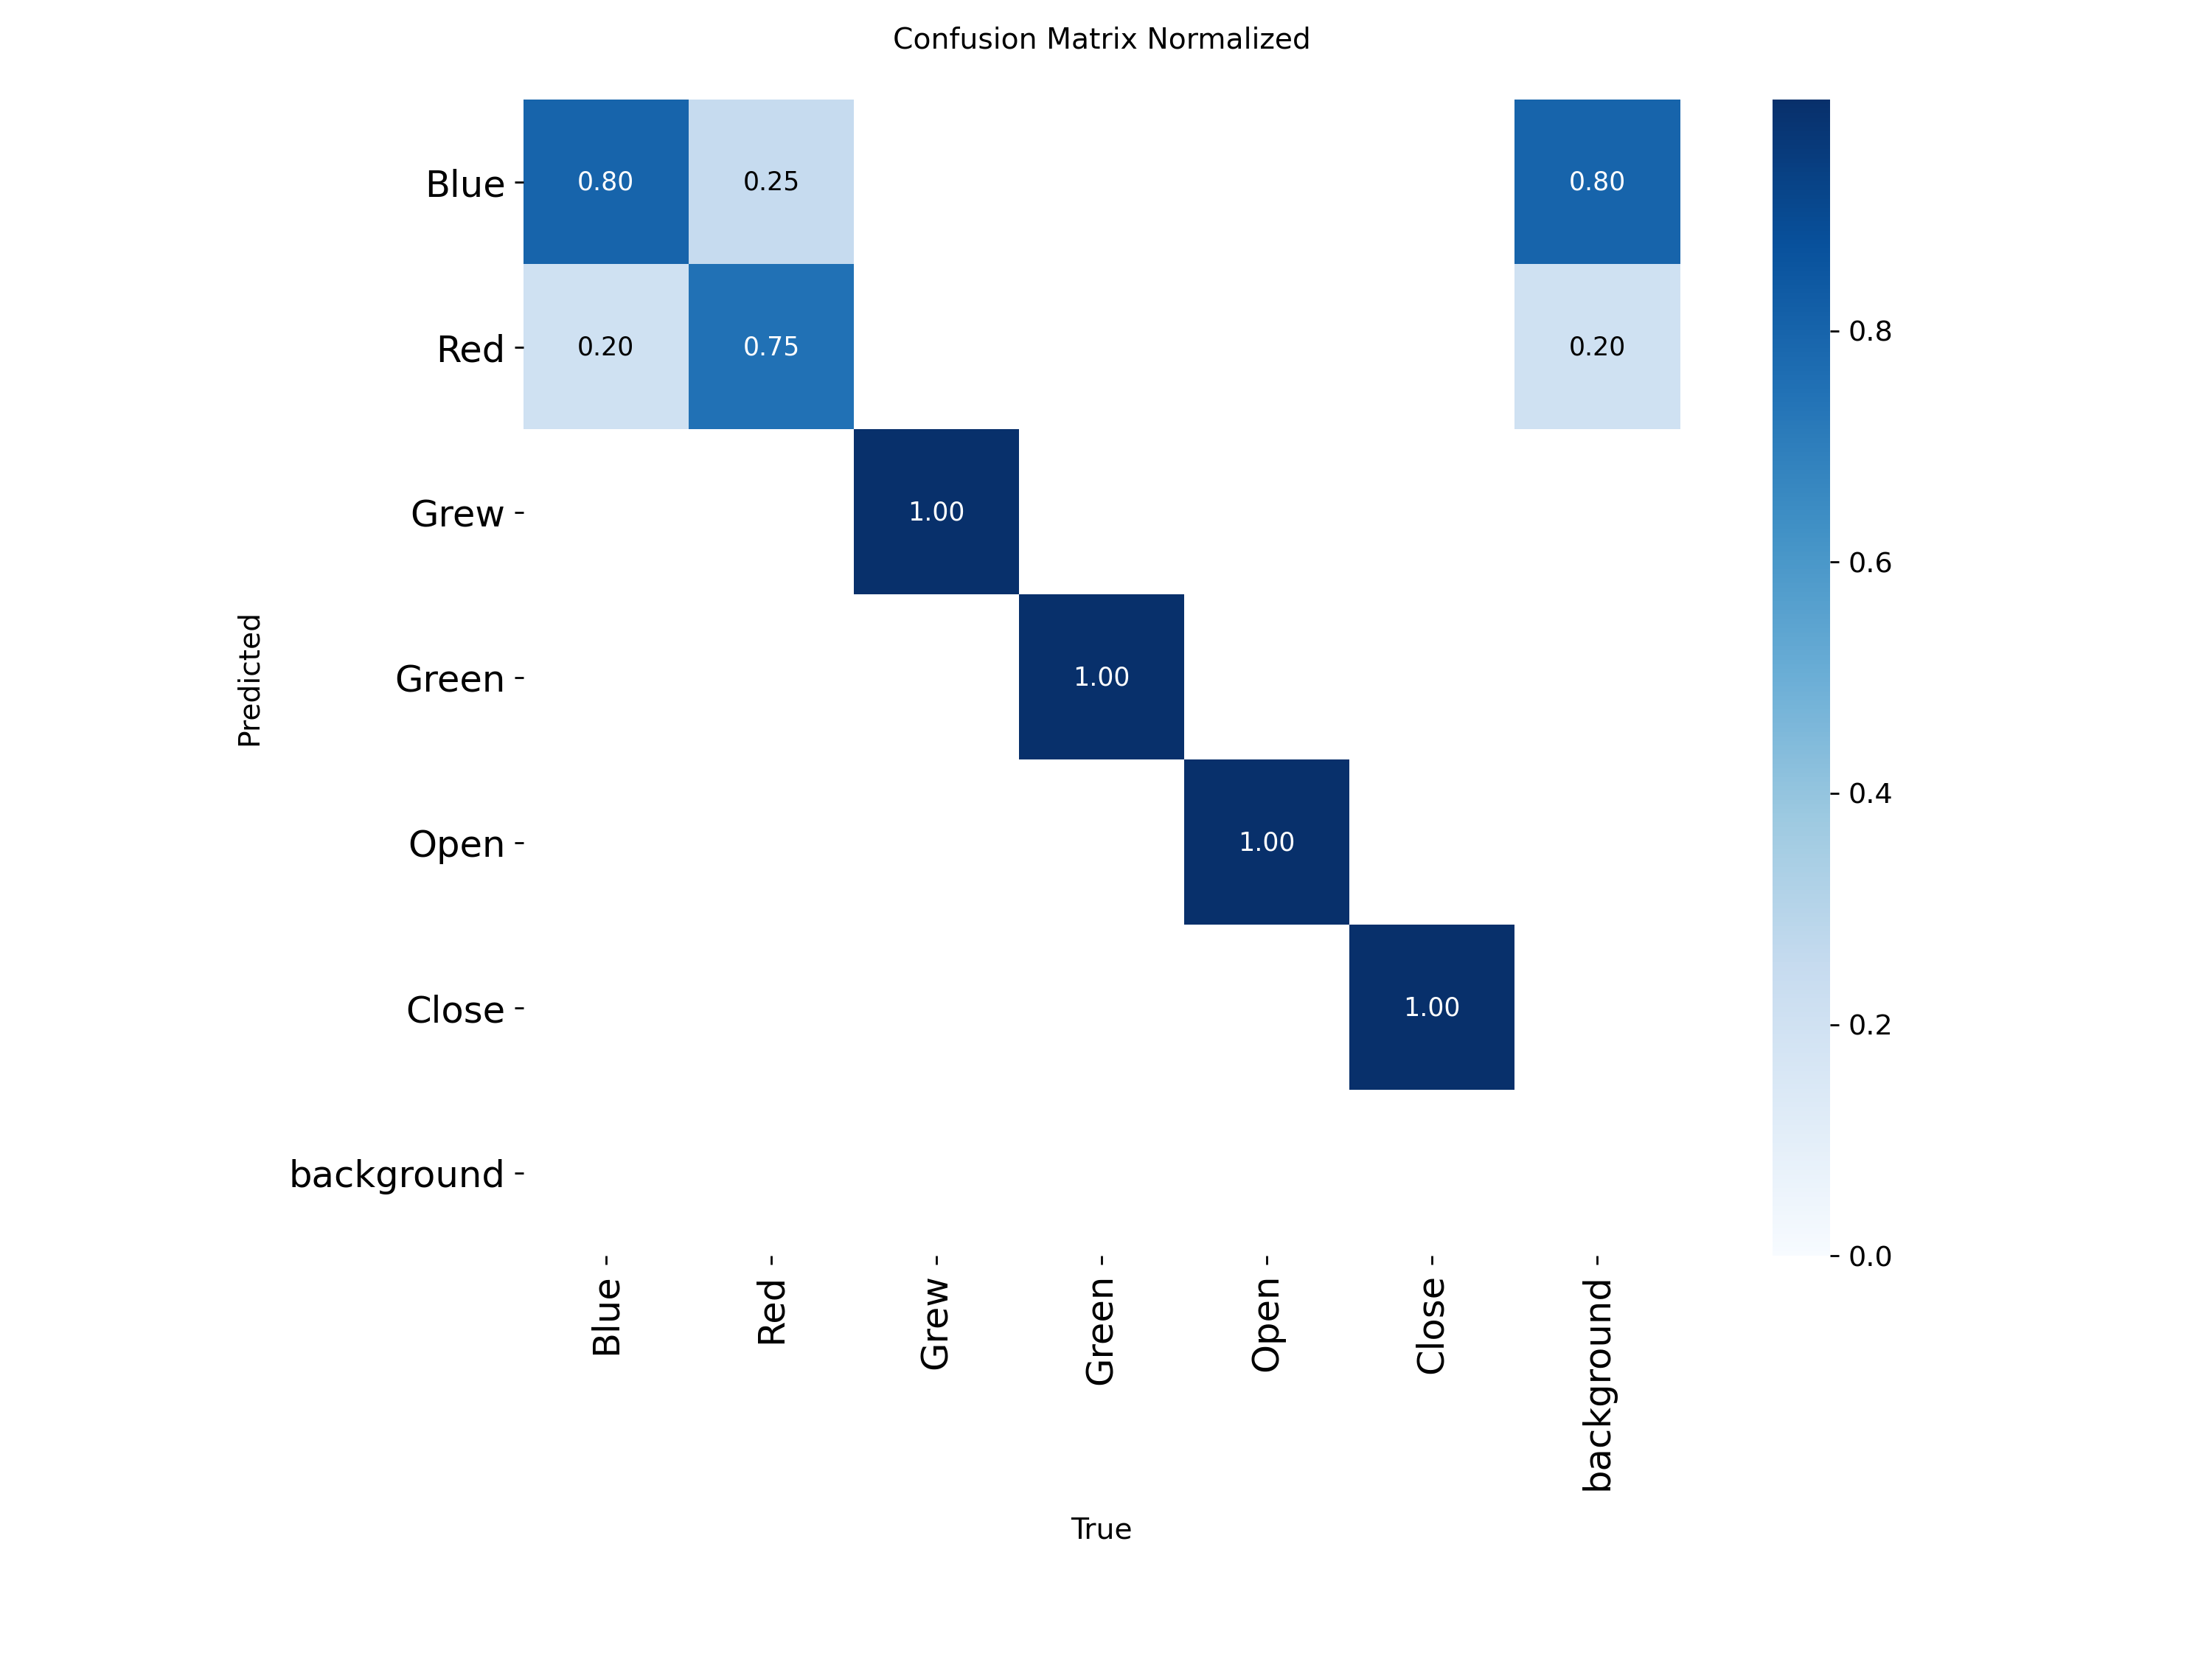 Confusion Matrix Normalized
Blue
0.80
0.25
0.80
Red
0.20
0.75
0.20
0.8
Grew
1.00
0.6
Green
1.00
Predicted
Open
1.00
0.4
Close
1.00
0.2
background
0.0
Blue
Red
Grew
Green
Open
Close
background
True